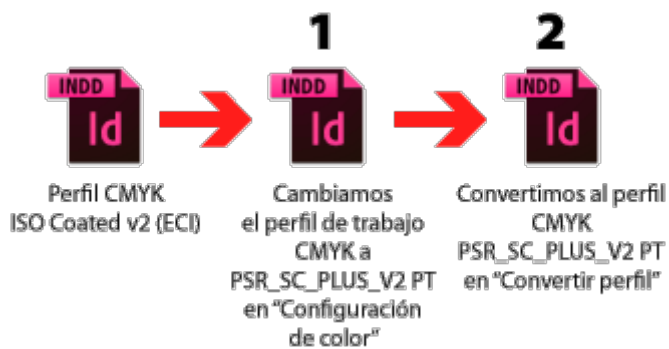 1
2
INDD
Id
INDD
Id
INDD
Id
Perfil CMYK
ISO Coated v2 (ECI)
Cambiamos
el perfil de trabajo
CMYK a
PSR_SC_PLUS_V2 PT
en "Configuración
de color"
Convertimos al perfil
CMYK
PSR_SC_PLUS_V2 PT
en "Convertir perfil"